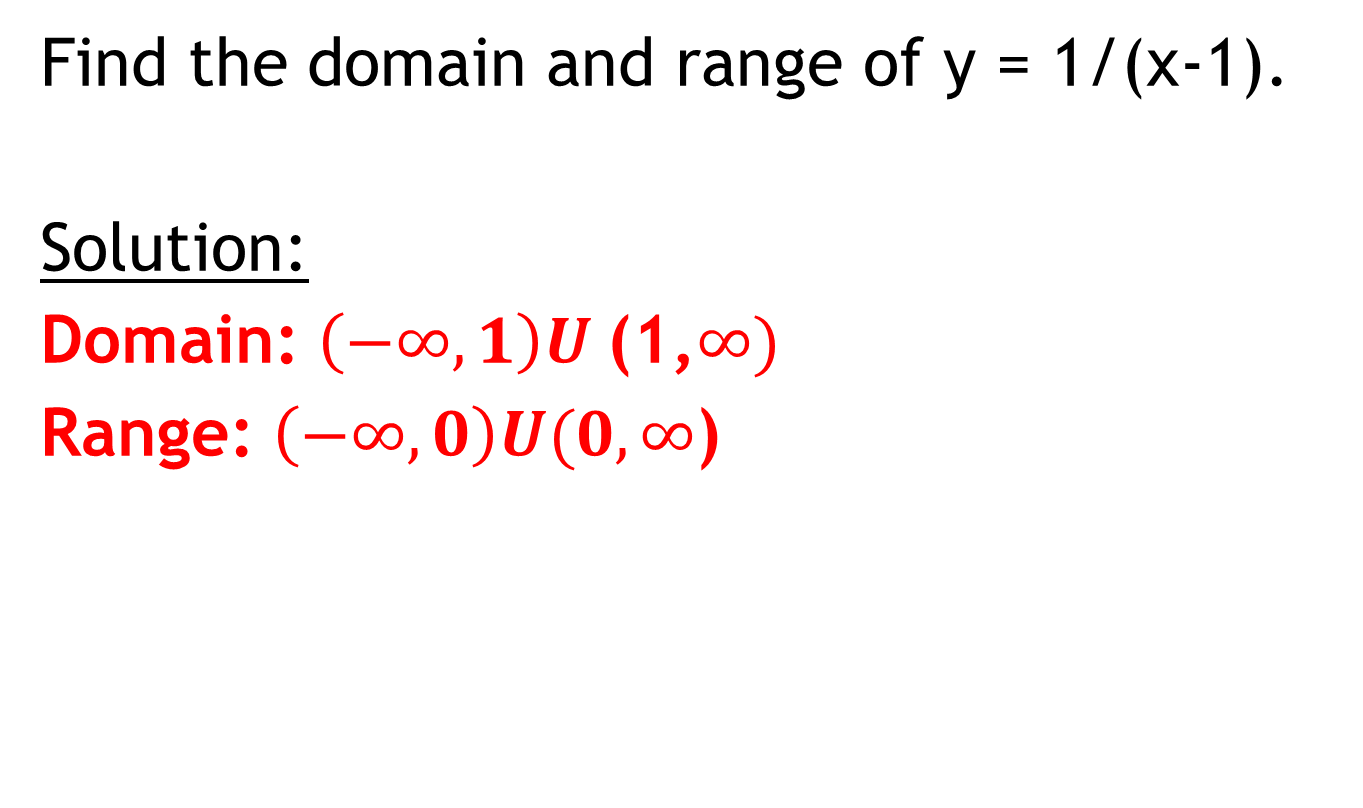 Find the domain and range of y = 1/(x-1).
Solution:
Domain: (−∞, 1)U (1,∞)
Range: (−∞, 0)U(0, ∞)